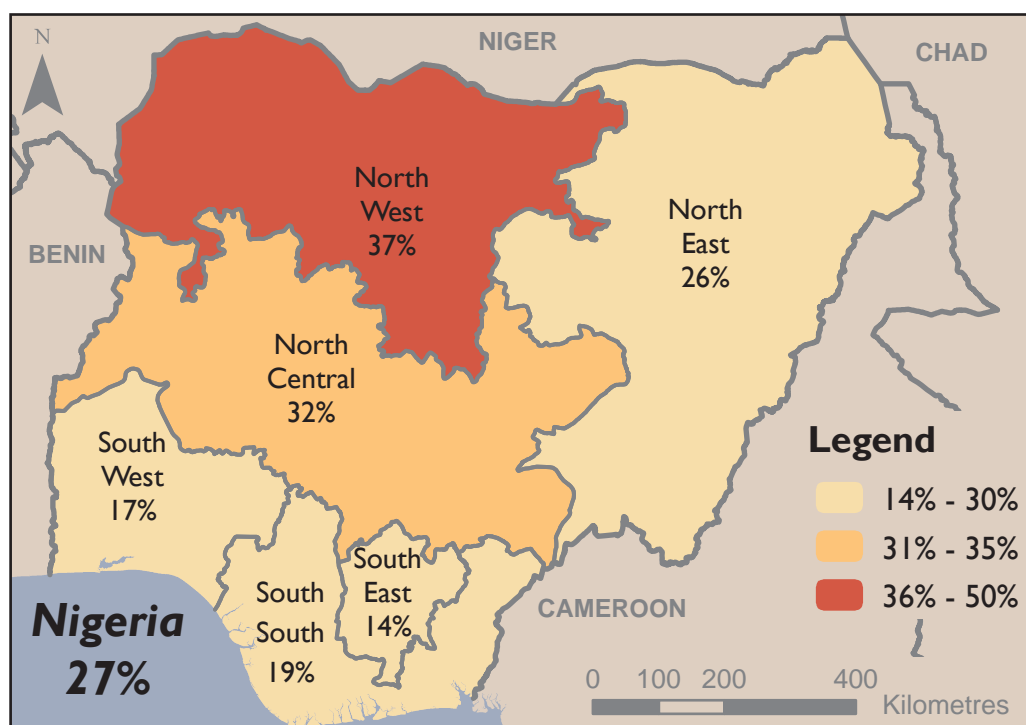 N
NIGER
CHAD
BENIN
North
West
37%
North
East
26%
North
Central
32%
South
West
17%
South
East
14%
South
South
19%
CAMEROON
Nigeria
27%
Legend
14% - 30%
31% - 35%
36% - 50%
0 100 200 400
Kilometres